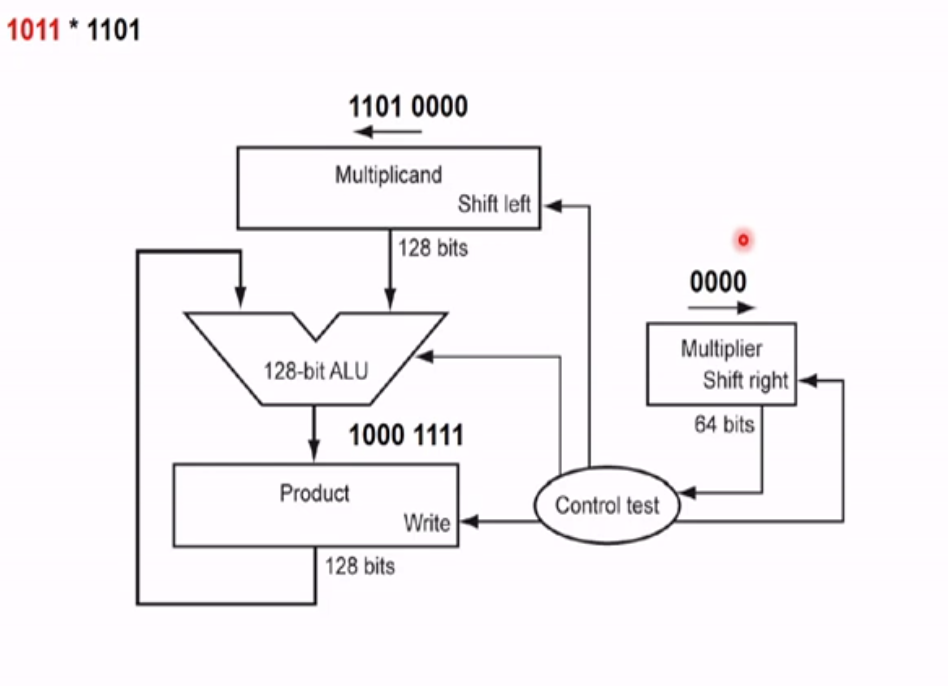 1011 * 1101
1101 0000
Multiplicand
Shift left
128 bits
0000
Multiplier
Shift right
64 bits
128-bit ALU
1000 1111
Product
Write
128 bits
Control test